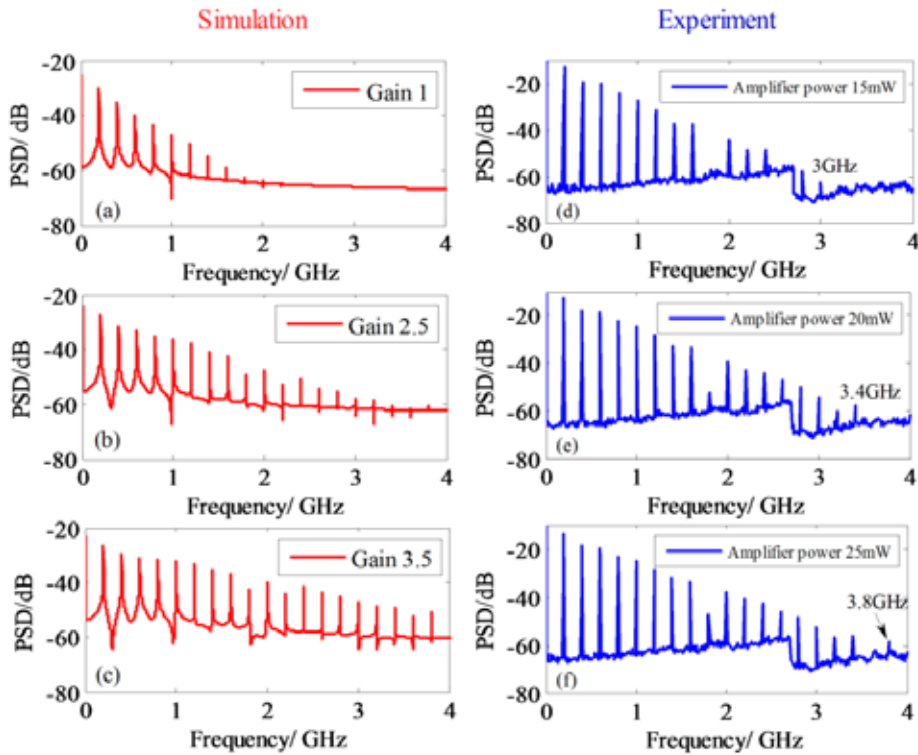 Simulation
Experiment
-20
-40
-60
-80
PSD/ dB
Gain 1
(a)
0
1
2
3
4
Frequency/ GHz
-20
-40
-60
-80
PSD/ dB
Amplifier power 15mW
3GHz
(d)
0
1
2
3
4
Frequency/ GHz
-20
-40
-60
-80
PSD/dB
Gain 2.5
(b)
0
1
2
3
4
Frequency/ GHz
-20
-40
-60
-80
PSD/dB
Amplifier power 20mW
3.4GHz
(e)
0
1
2
3
4
Frequency/ GHz
-20
-40
-60
-80
PSD/dB
Gain 3.5
(c)
0
1
2
3
4
Frequency/ GHz
-20
-40
-60
-80
PSD/dB
Amplifier power 25mW
3.8GHz
(f)
0
1
2
3
4
Frequency/ GHz